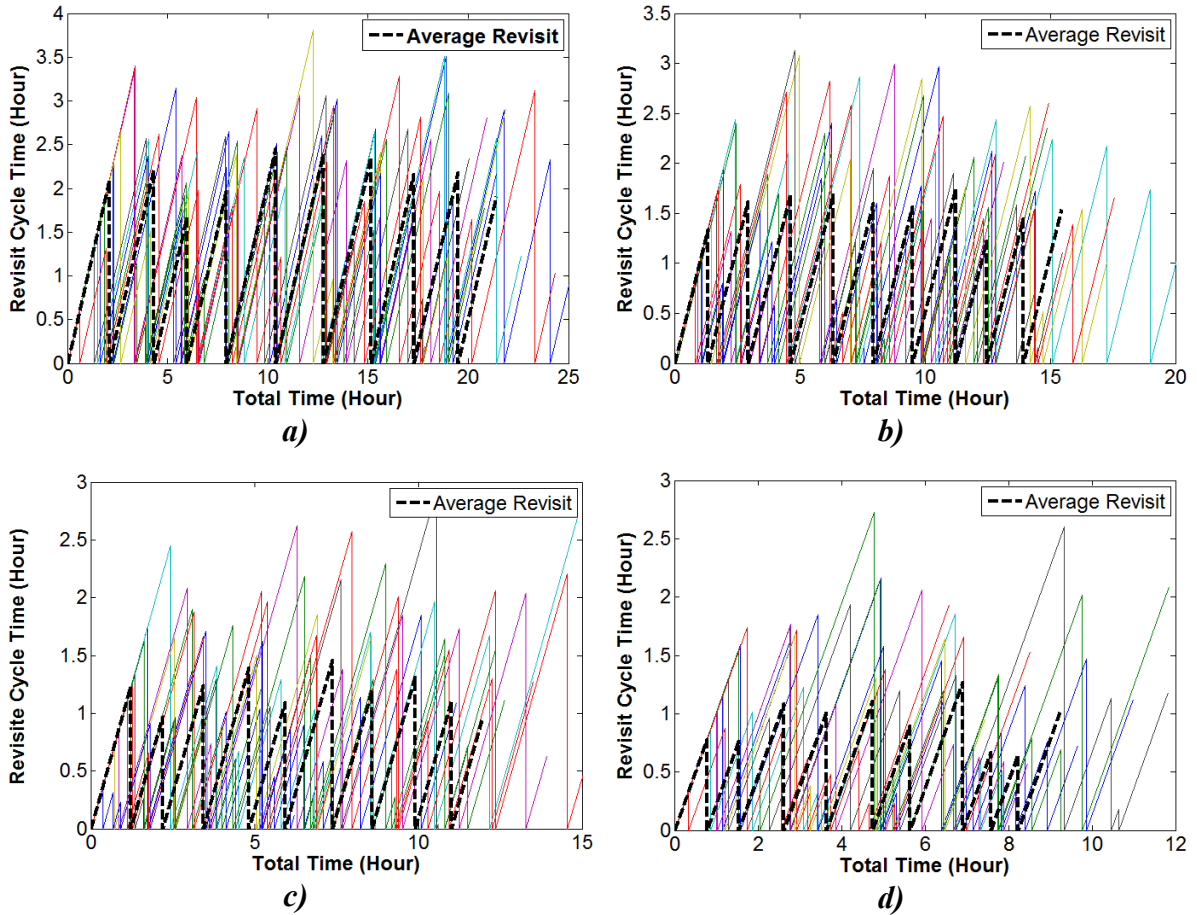 4
3.5
3
2.5
2
1.5
1
0.5
0
Revisit Cycle Time (Hour)
Average Revisit
0 5 10 15 20 25
Total Time (Hour)
a)
3.5
3
2.5
2
1.5
1
0.5
0
Revisit Cycle Time (Hour)
Average Revisit
0 5 10 15 20
Total Time (Hour)
b)
3
2.5
2
1.5
1
0.5
0
Revisite Cycle Time (Hour)
Average Revisit
0 5 10 15
Total Time (Hour)
c)
3
2.5
2
1.5
1
0.5
0
Revisit Cycle Time (Hour)
Average Revisit
0 2 4 6 8 10 12
Total Time (Hour)
d)